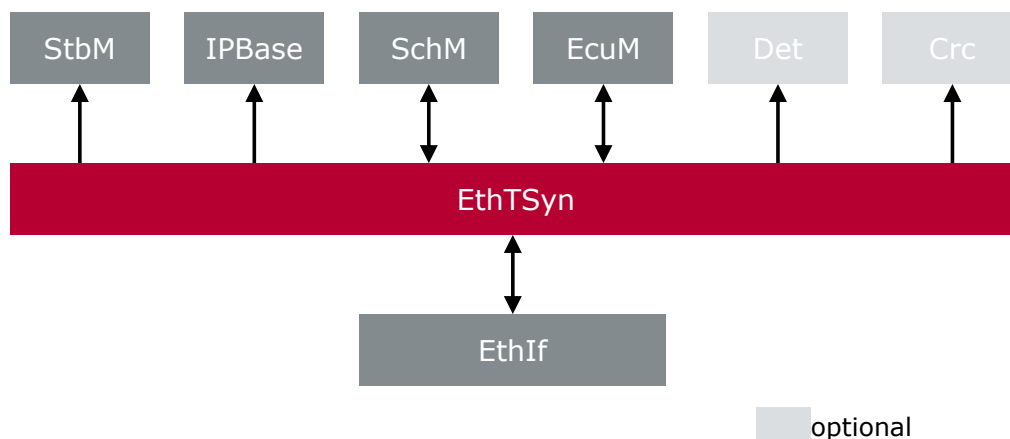 StbM
IPBase
SchM
EcuM
Det
Crc
EthTSyn
EthIf
optional